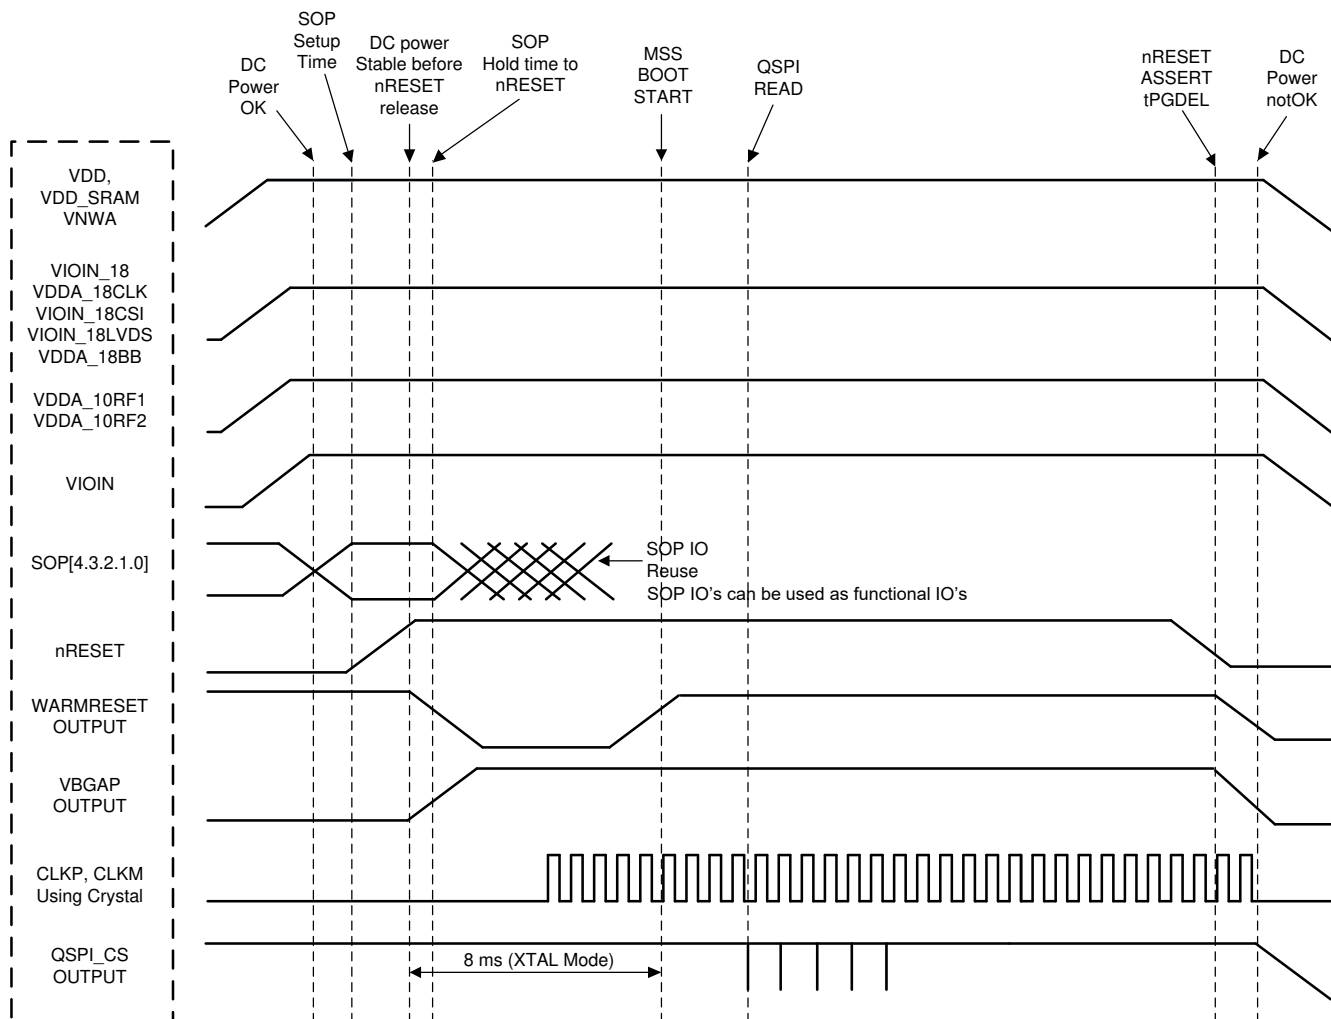 SOP
Setup
Time
DC
Power
OK
DC power
Stable before
nRESET
release
SOP
Hold time to
nRESET
MSS
BOOT
START
QSPI
READ
nRESET
ASSERT
tPGDEL
DC
Power
notOK
VDD,
VDD_SRAM
VNWA
VIOIN_18
VDDA_18CLK
VIOIN_18CSI
VIOIN_18LVDS
VDDA_18BB
VDDA_10RF1
VDDA_10RF2
VIOIN
SOP[4.3.2.1.0]
SOP IO
Reuse
SOP IO's can be used as functional IO's
nRESET
WARMRESET
OUTPUT
VBGAP
OUTPUT
CLKP, CLKM
Using Crystal
QSPI_CS
OUTPUT
8 ms (XTAL Mode)